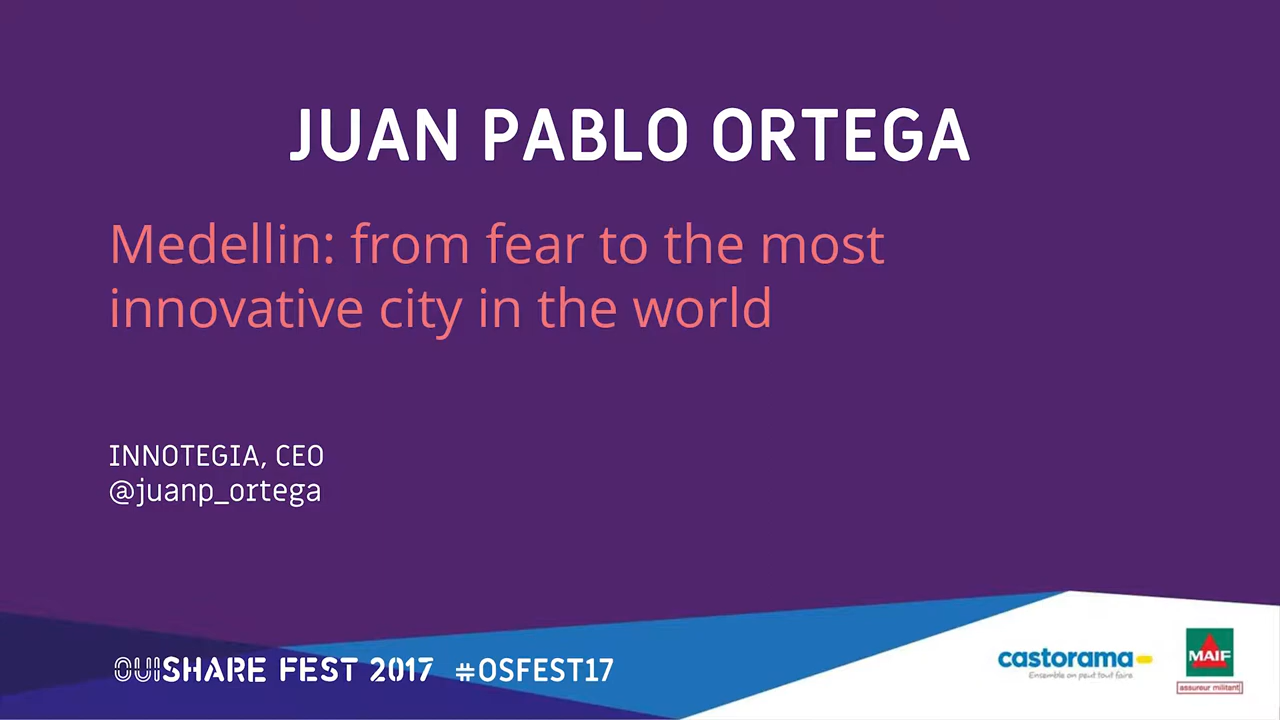 JUAN PABLO ORTEGA
Medellin: from fear to the most
innovative city in the world
INNOTEGIA, CEO
@juanp_ortega
OUISHARE FEST 2017 #OSFEST17
castorama
Ensemble on peut tout faire
MAIF
assureur militant